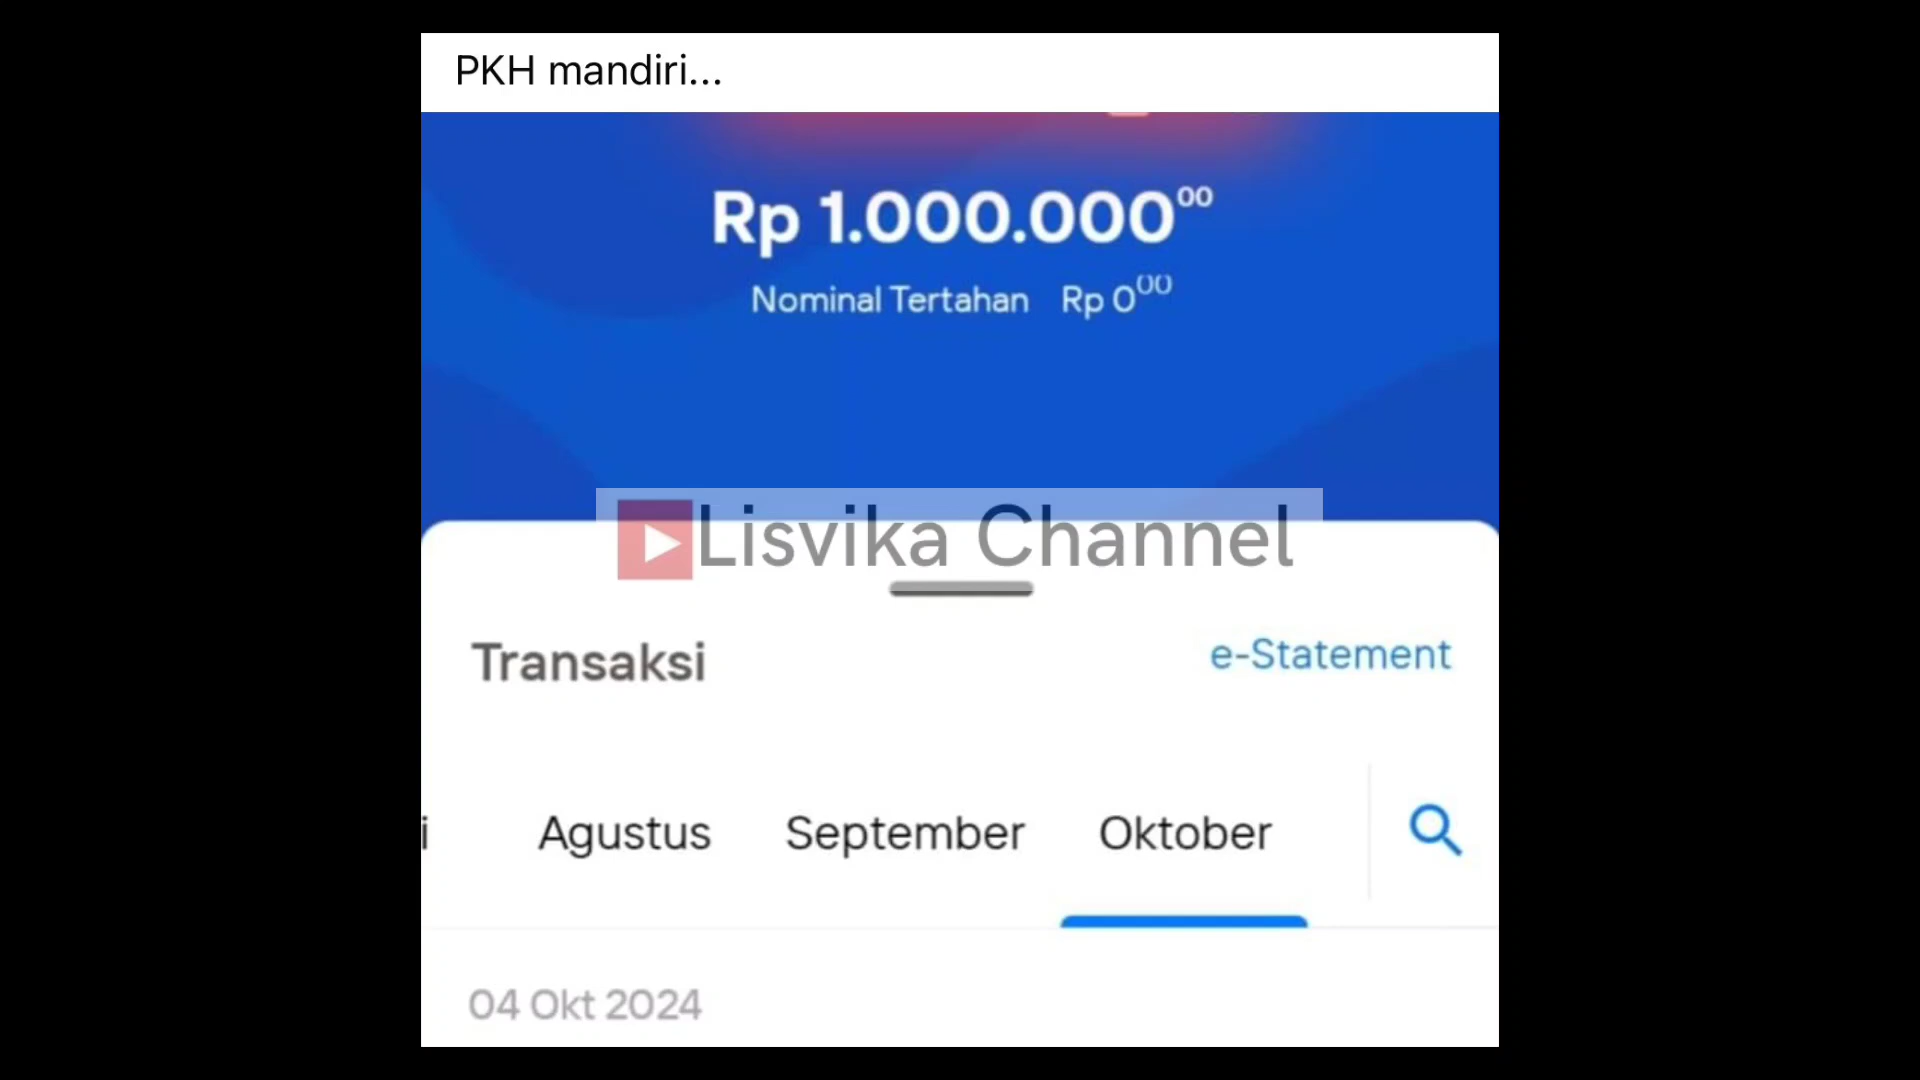 PKH mandiri...
Rp 1.000.000⁰⁰
Nominal Tertahan Rp 0⁰⁰
Lisvika Channel
Transaksi e-Statement
i Agustus September Oktober
04 Okt 2024